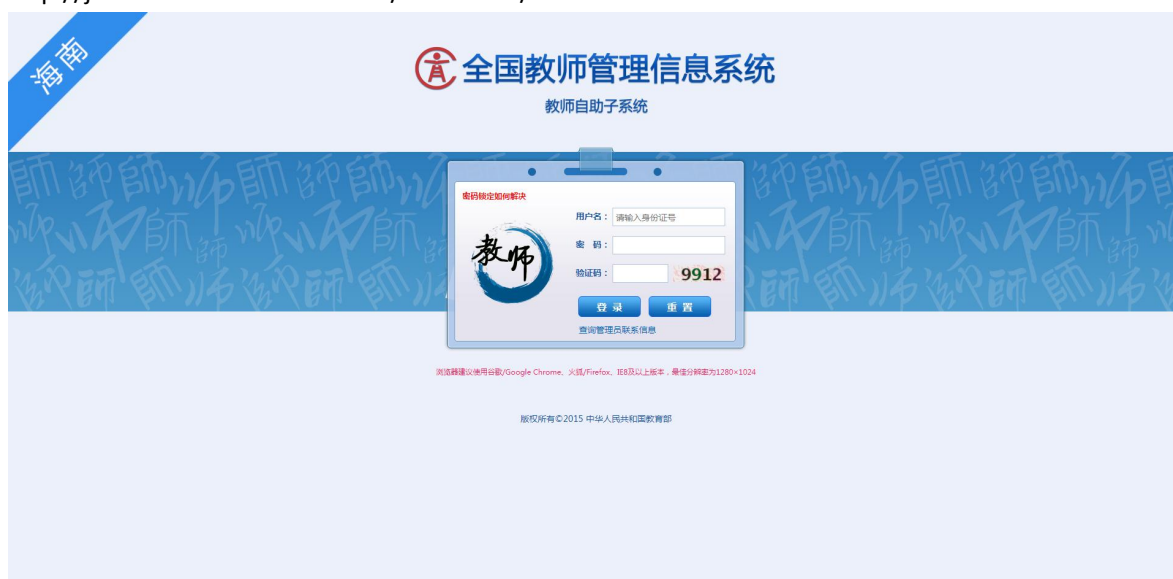 海南
全国教师管理信息系统
教师自助子系统
密码锁定如何解决
用户名： 请输入身份证号
教师
密 码：
验证码： 9912
登 录 重 置
查询管理员联系信息
浏览器建议使用谷歌/Google Chrome、火狐/Firefox、IE8及以上版本，最佳分辨率为1280×1024
版权所有©2015 中华人民共和国教育部